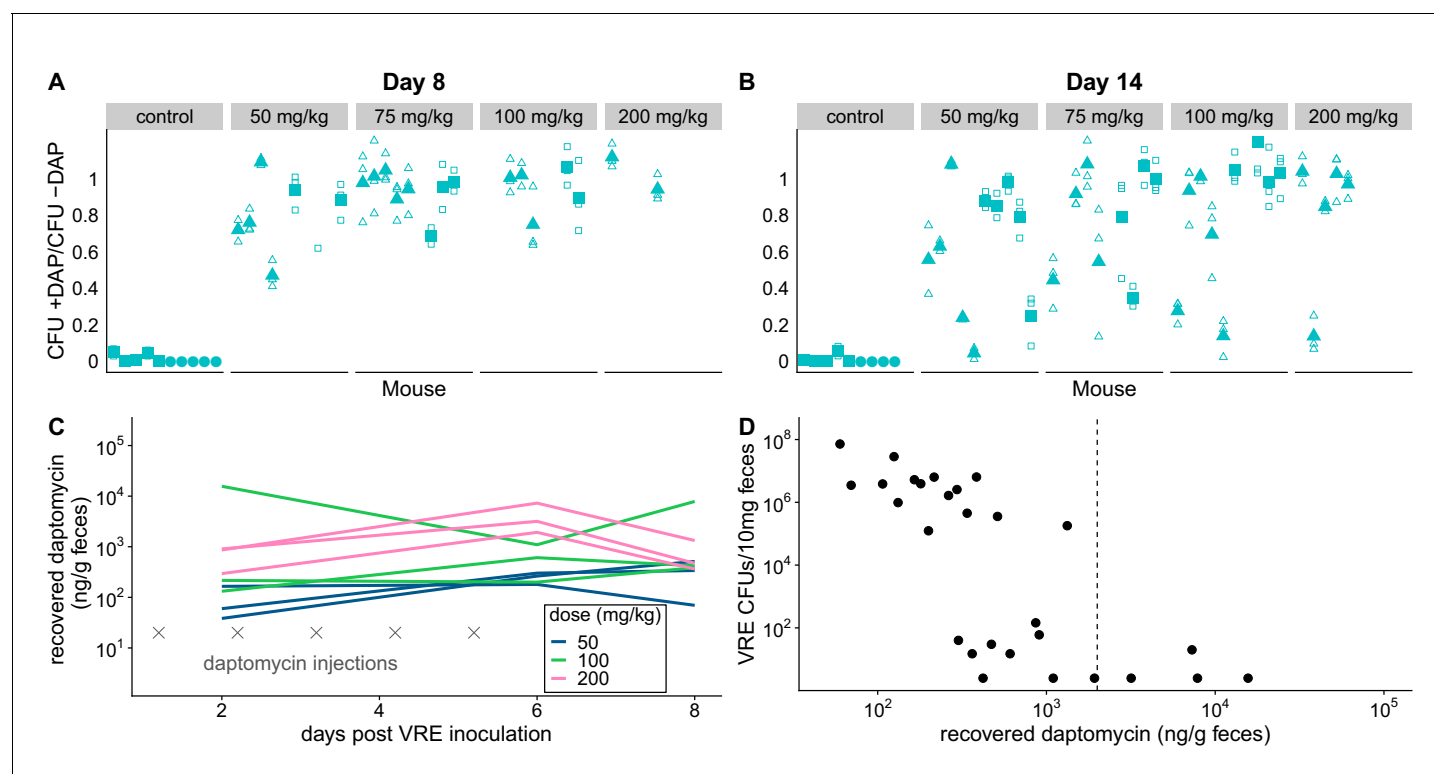 A
Day 8
control
50 mg/kg
75 mg/kg
100 mg/kg
200 mg/kg
CFU +DAP/CFU −DAP
1
0.8
0.6
0.4
0.2
0
Mouse
B
Day 14
control
50 mg/kg
75 mg/kg
100 mg/kg
200 mg/kg
1
0.8
0.6
0.4
0.2
0
Mouse
C
recovered daptomycin
(ng/g feces)
10⁵
10⁴
10³
10²
10¹
daptomycin injections
dose (mg/kg)
50
100
200
2
4
6
8
days post VRE inoculation
D
VRE CFUs/10mg feces
10⁸
10⁶
10⁴
10²
10²
10³
10⁴
10⁵
recovered daptomycin (ng/g feces)